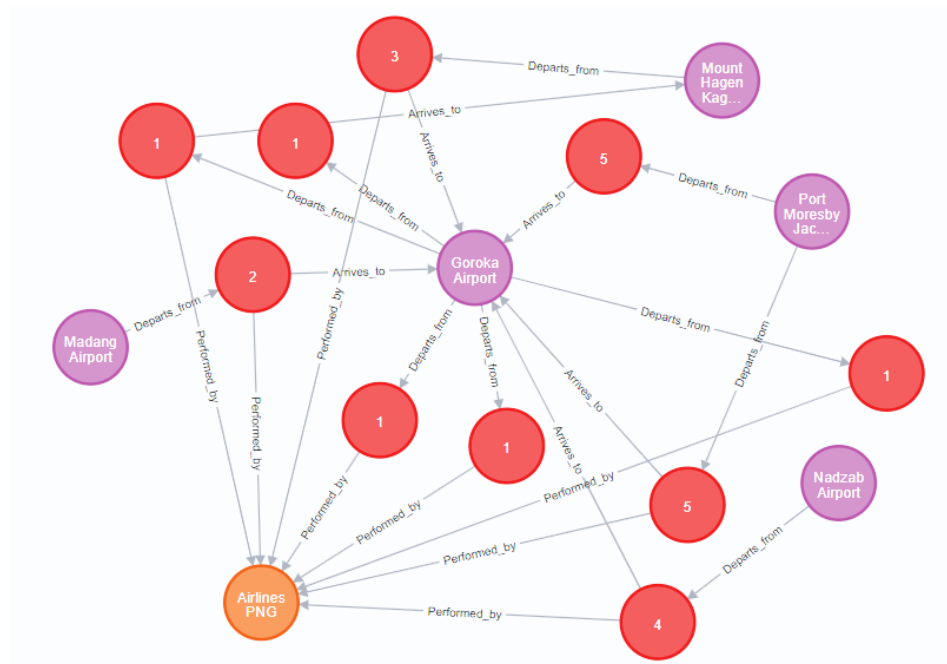 3
Departs_from
Mount
Hagen
Kag...
Arrives_to
1
1
Arrives_to
5
Departs_from
Departs_from
Departs_from
Arrives_to
Port
Moresby
Jac...
Goroka
Airport
2
Arrives_to
Departs_from
Madang
Airport
Performed_by
Performed_by
Departs_from
Departs_from
Departs_from
Departs_from
1
Performed_by
Arrives_to
1
1
Arrives_to
Nadzab
Airport
Performed_by
Performed_by
Performed_by
5
Performed_by
Departs_from
Airlines
PNG
Performed_by
4